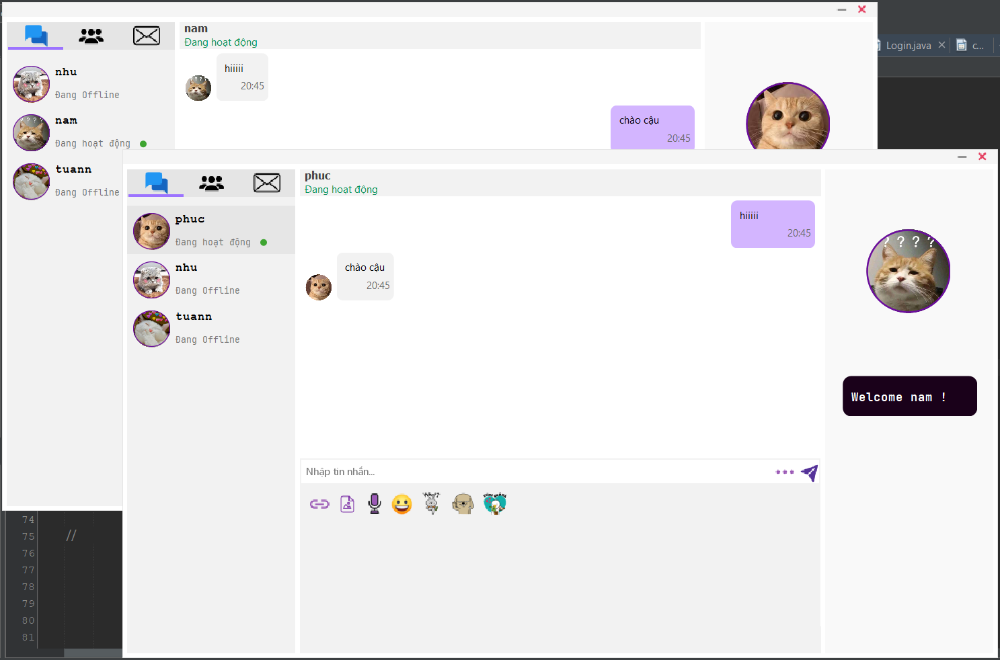 Login.java
c...
nhu
Đang Offline
nam
Đang hoạt động
tuann
Đang Offline
nam
Đang hoạt động
hiiiii
20:45
chào cậu
20:45
phuc
Đang hoạt động
nhu
Đang Offline
tuann
Đang Offline
phuc
Đang hoạt động
hiiiii
20:45
chào cậu
20:45
????
Welcome nam !
Nhập tin nhắn...
74
75 //
76
77
78
79
80
81